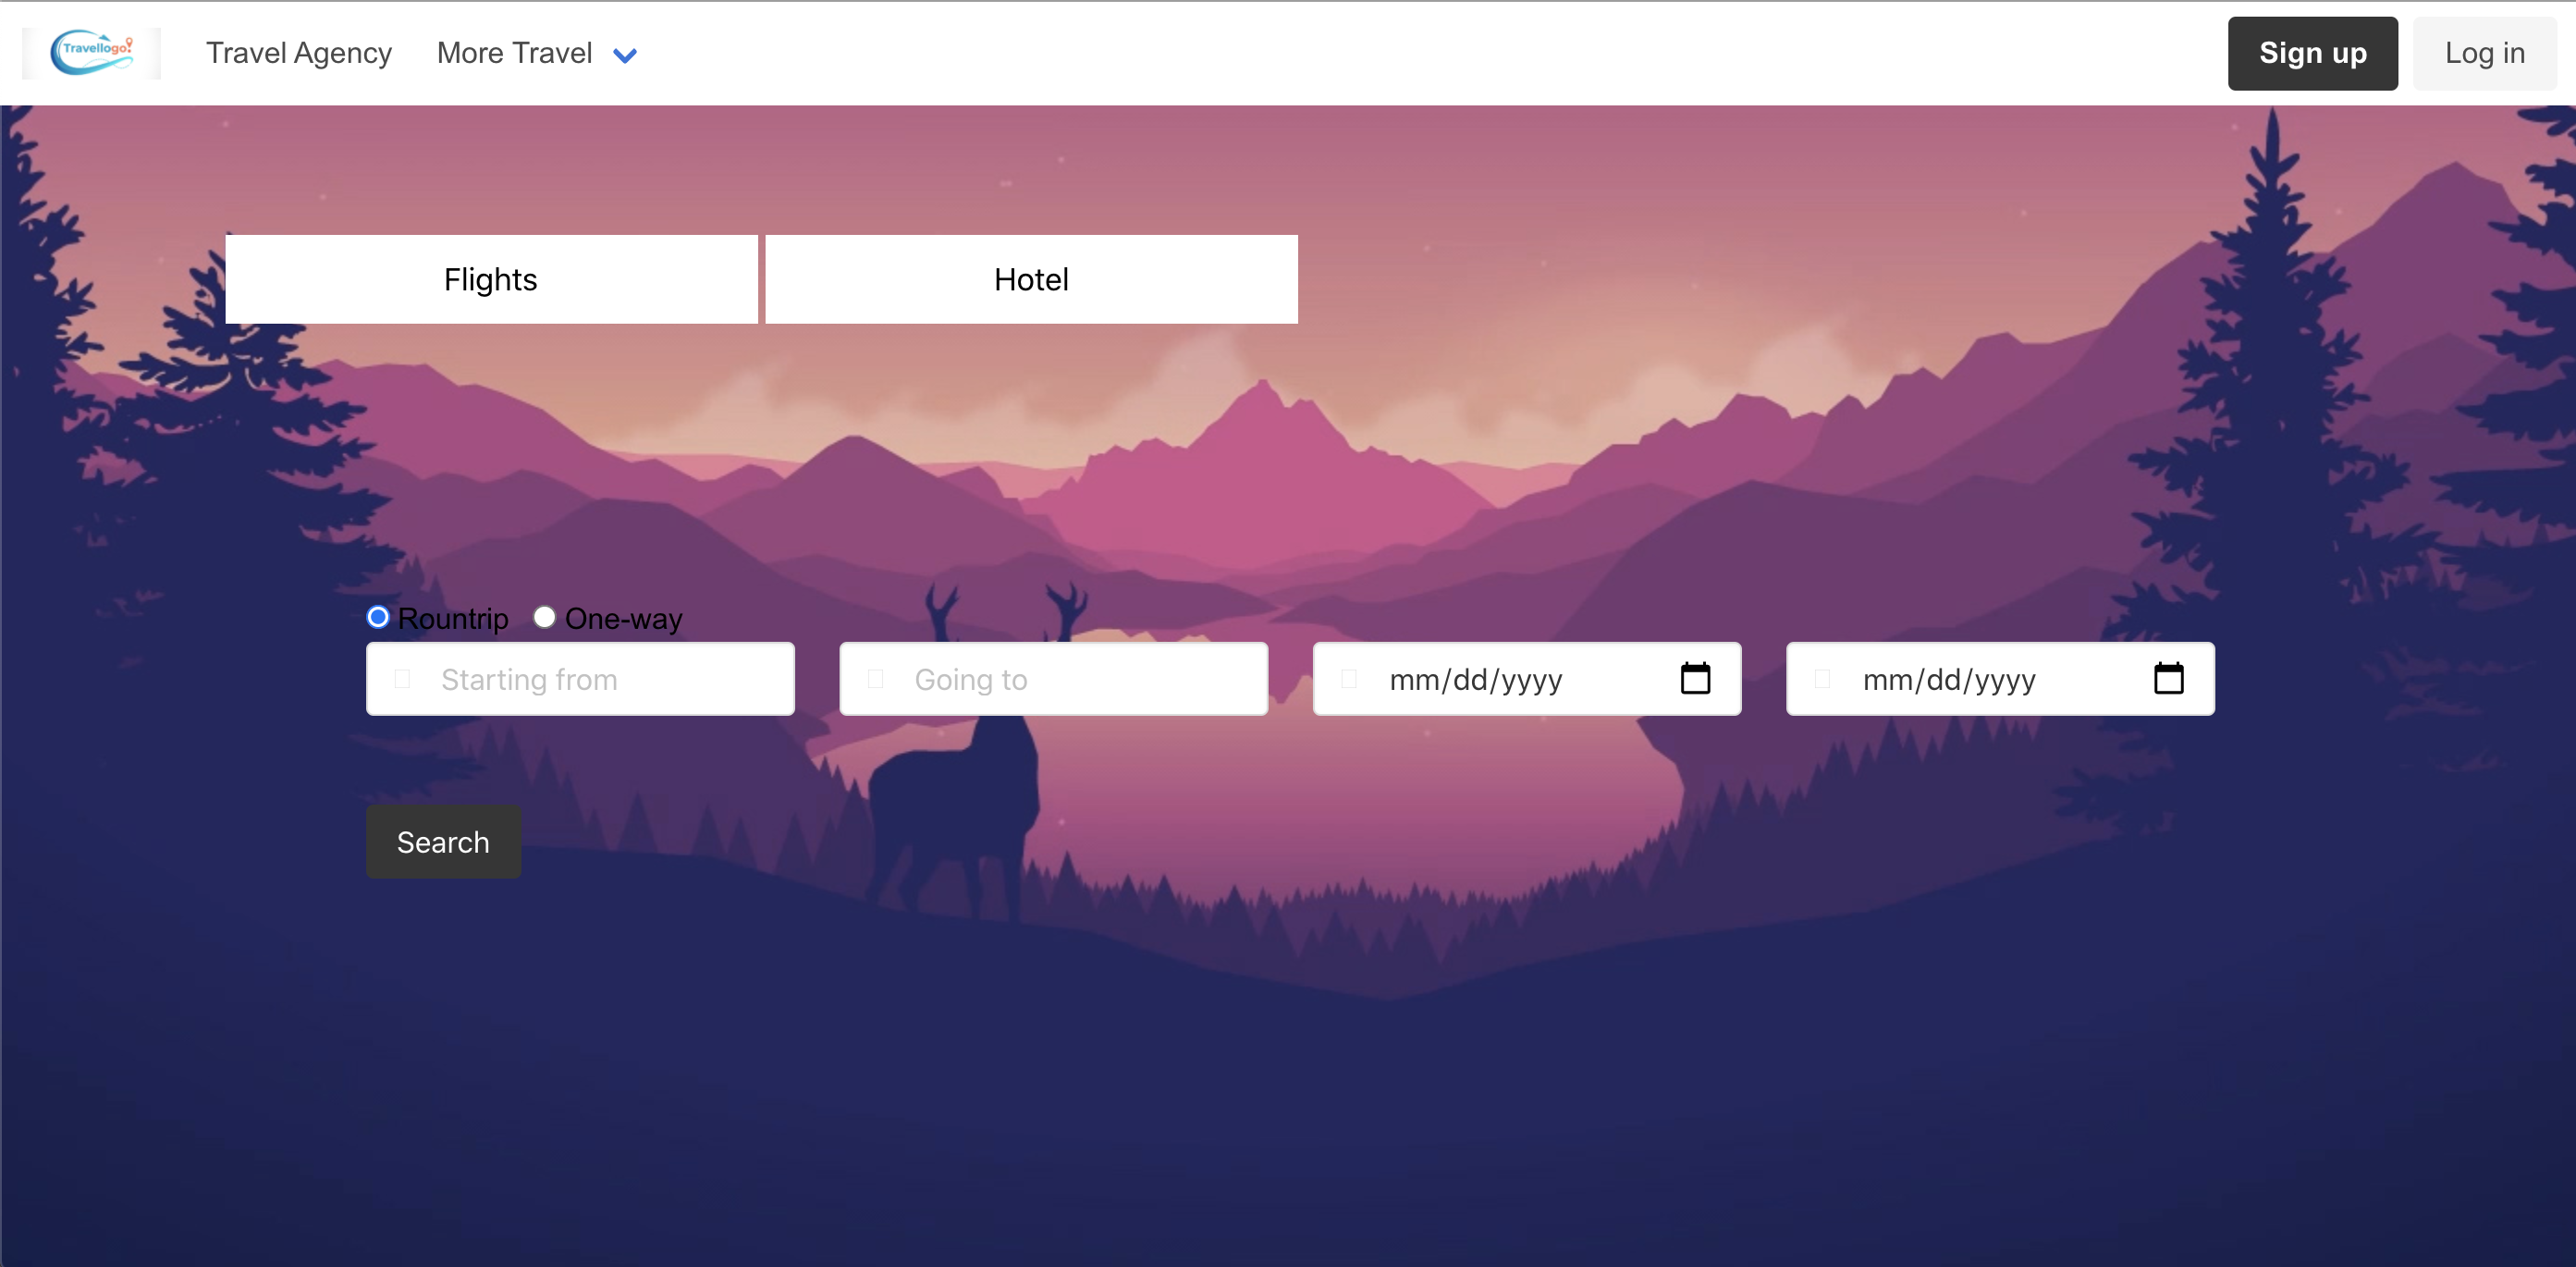 Travellogo!
Travel Agency
More Travel
Sign up
Log in
Flights
Hotel
Rountrip
One-way
Starting from
Going to
mm/dd/yyyy
mm/dd/yyyy
Search